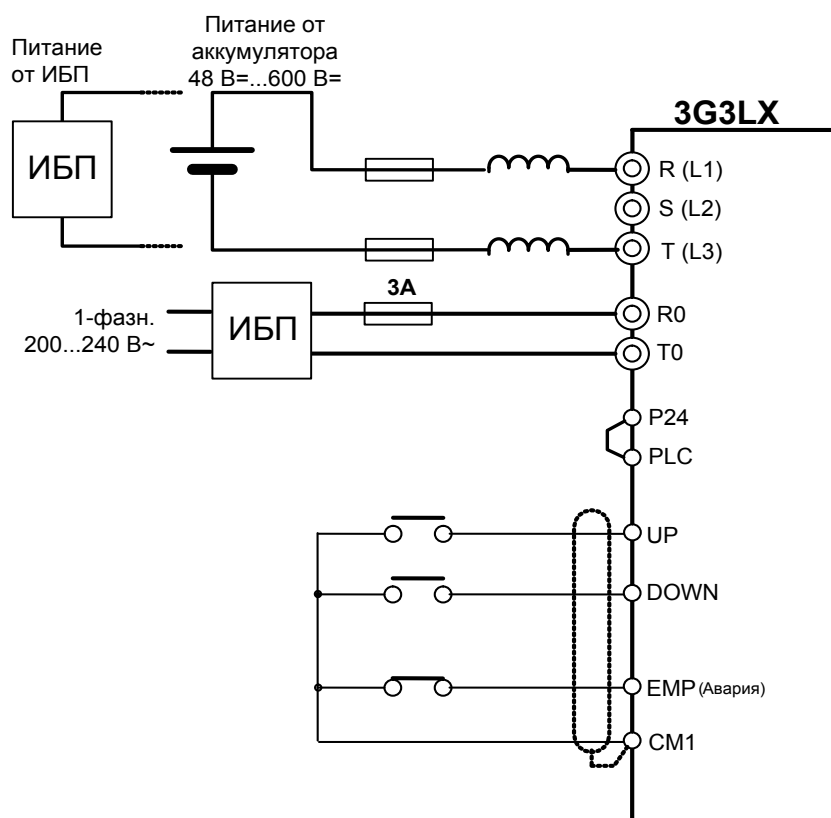 Питание от
аккумулятора
48 В=...600 В=
Питание
от ИБП
3G3LX
ИБП
R (L1)
S (L2)
T (L3)
3А
1-фазн.
200...240 В~
ИБП
R0
T0
P24
PLC
UP
DOWN
EMP (Авария)
CM1